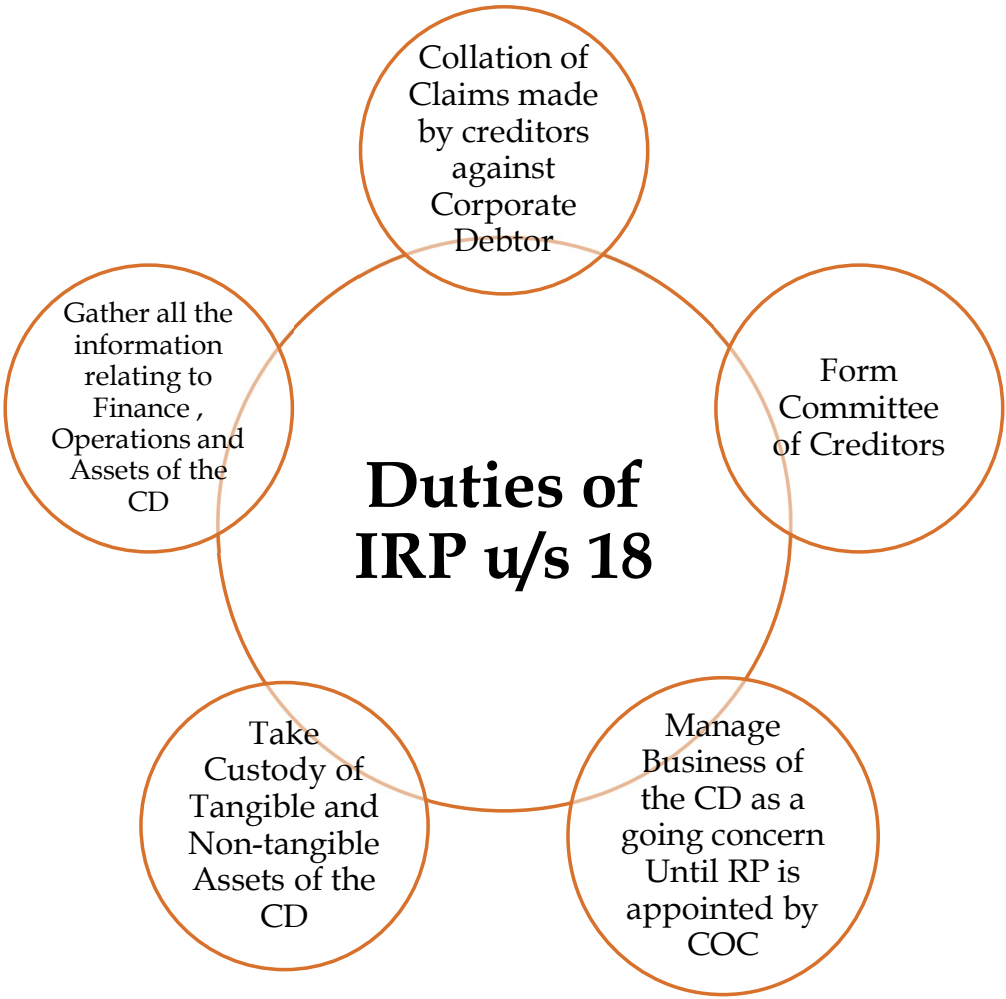 Collation of
Claims made
by creditors
against
Corporate
Debtor
Form
Committee
of Creditors
Manage
Business of
the CD as a
going concern
Until RP is
appointed by
COC
Take
Custody of
Tangible and
Non-tangible
Assets of the
CD
Gather all the
information
relating to
Finance ,
Operations and
Assets of the
CD
Duties of
IRP u/s 18